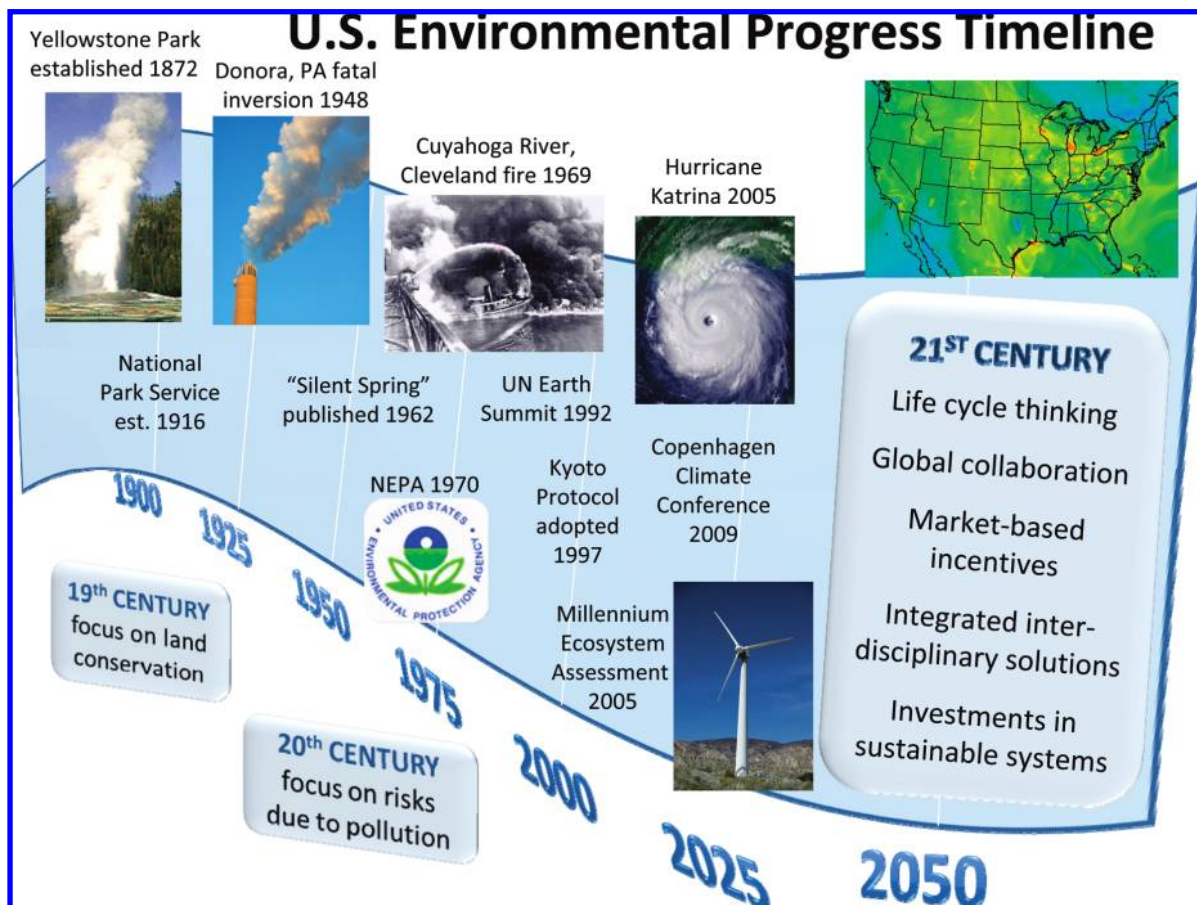 U.S. Environmental Progress Timeline
Yellowstone Park
established 1872
Donora, PA fatal
inversion 1948
Cuyahoga River,
Cleveland fire 1969
Hurricane
Katrina 2005
National
Park Service
est. 1916
"Silent Spring"
published 1962
UN Earth
Summit 1992
NEPA 1970
UNITED STATES
ENVIRONMENTAL PROTECTION AGENCY
Kyoto
Protocol
adopted
1997
Copenhagen
Climate
Conference
2009
Millennium
Ecosystem
Assessment
2005
1900
1925
1950
1975
2000
2025
2050
19th CENTURY
focus on land
conservation
20th CENTURY
focus on risks
due to pollution
21ST CENTURY
Life cycle thinking
Global collaboration
Market-based
incentives
Integrated inter-
disciplinary solutions
Investments in
sustainable systems